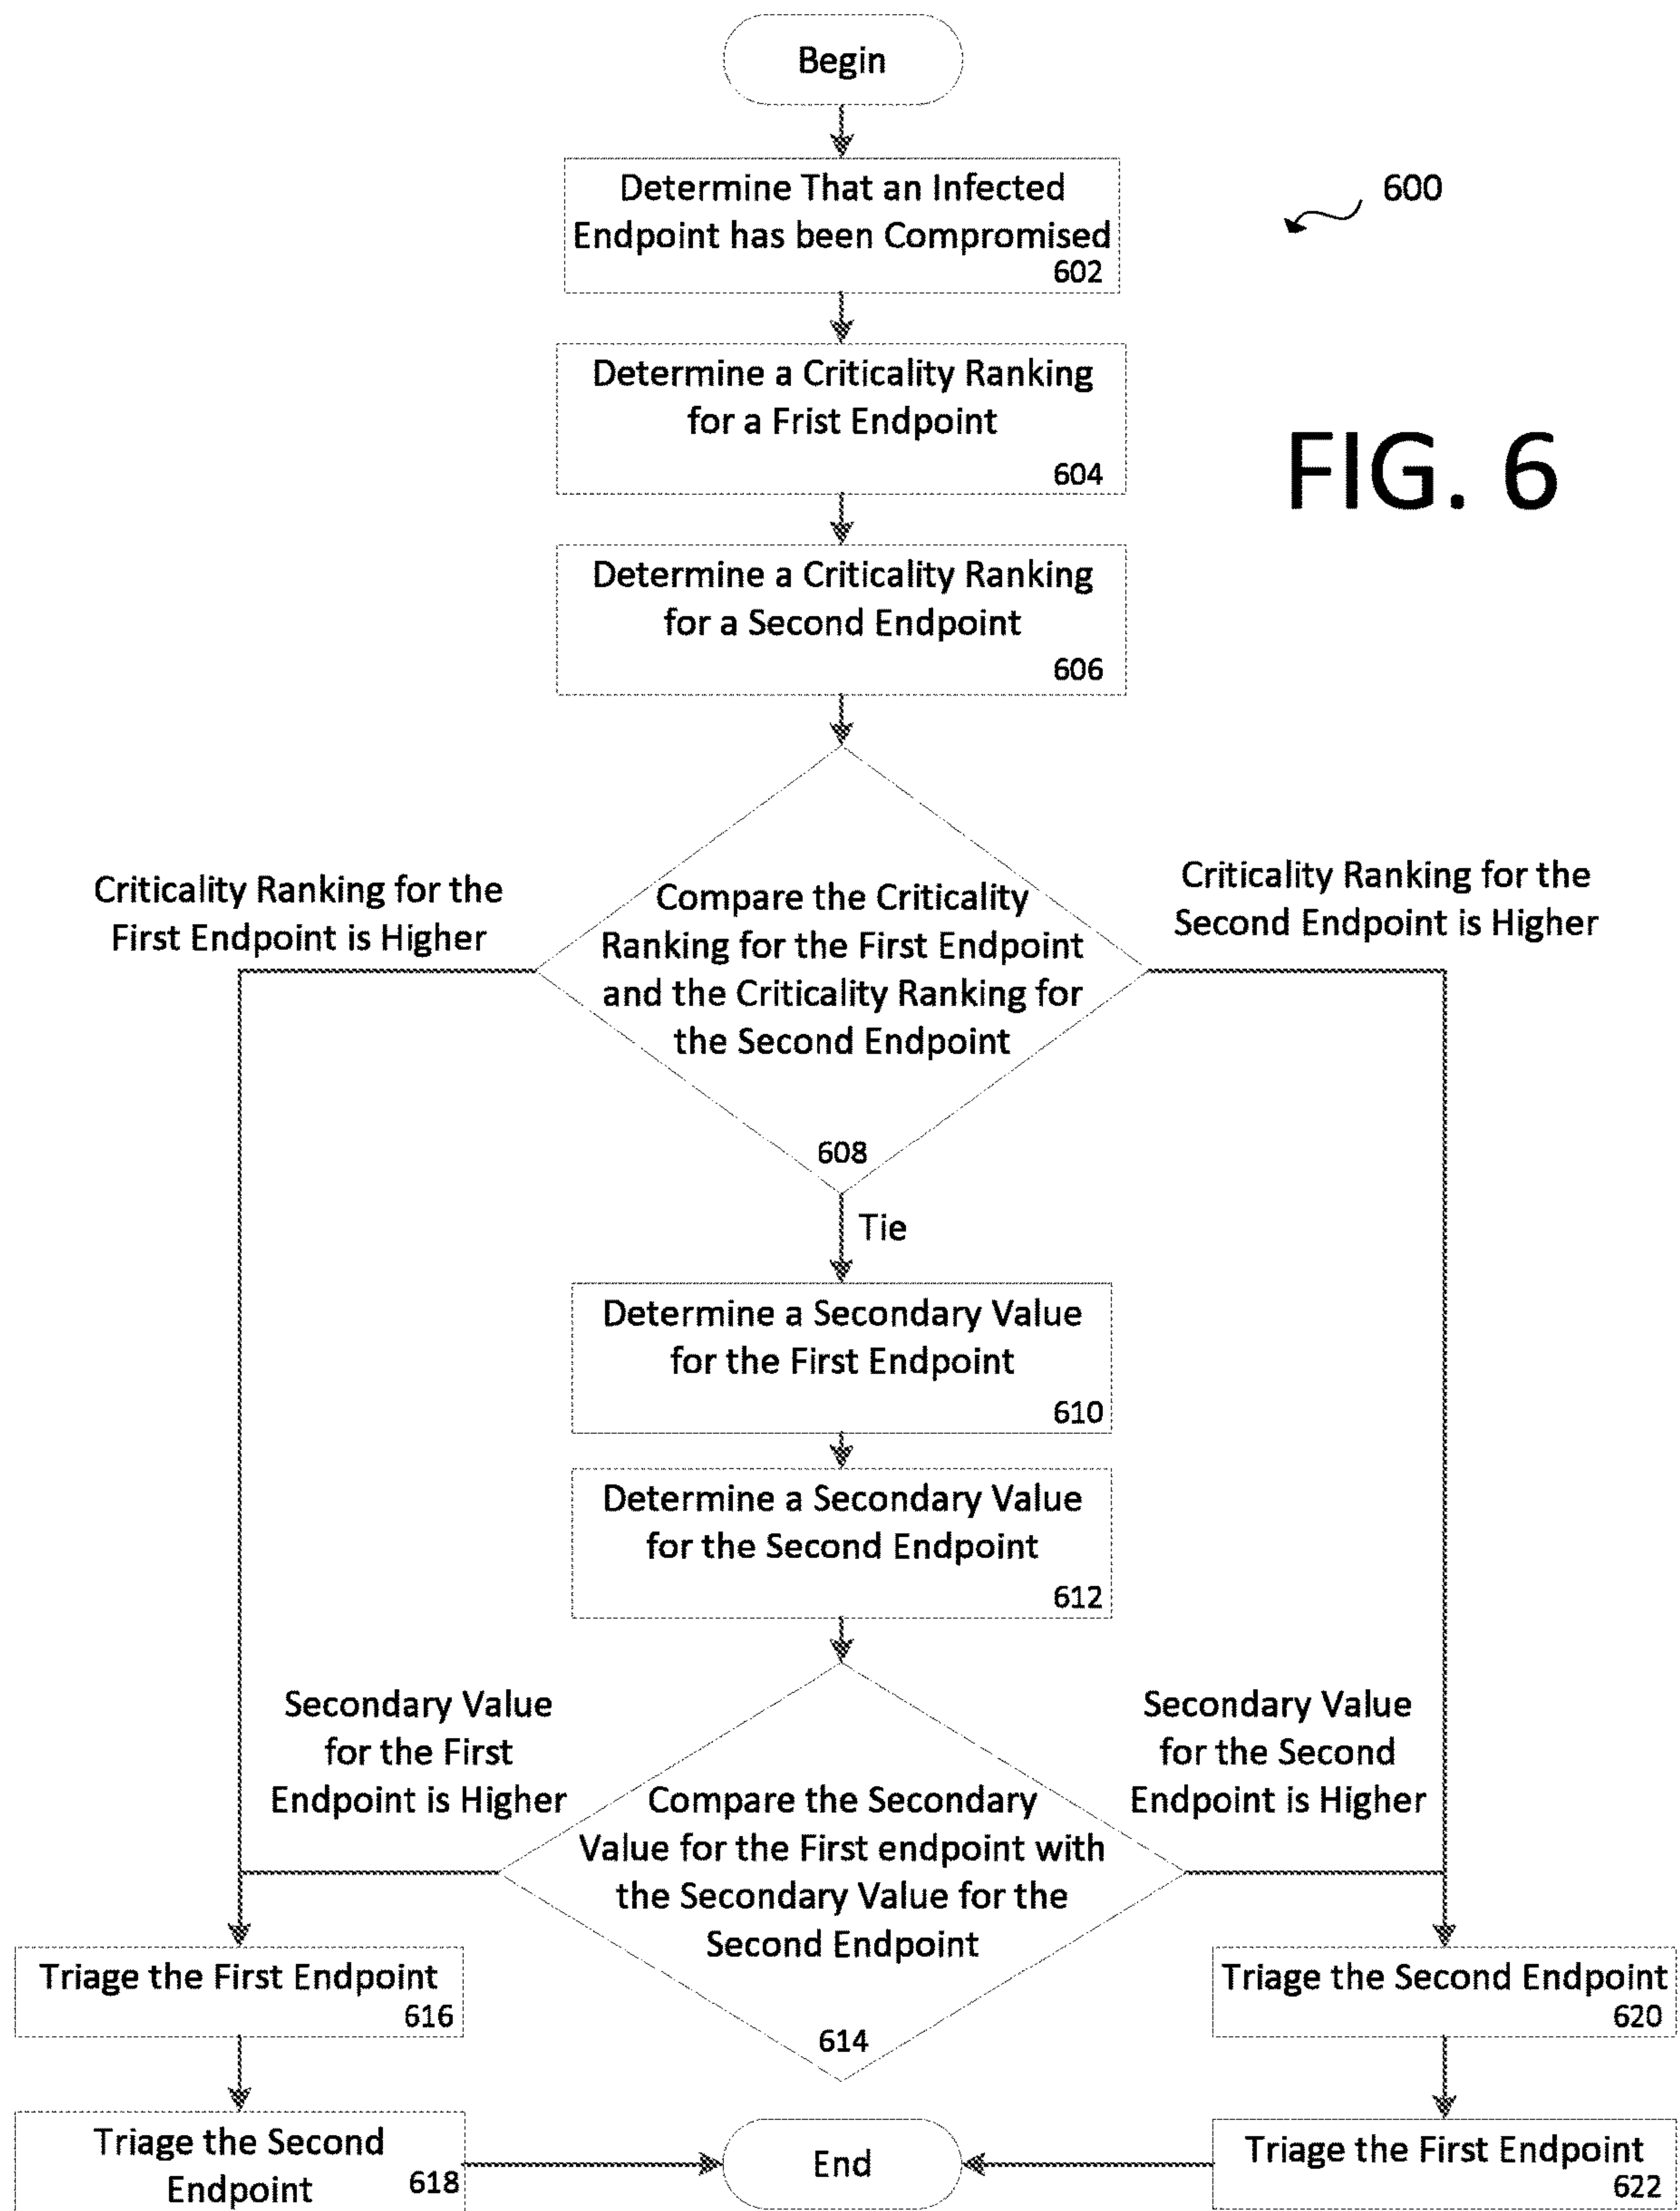 Begin
Determine That an Infected
Endpoint has been Compromised
602
600
Determine a Criticality Ranking
for a Frist Endpoint
604
FIG. 6
Determine a Criticality Ranking
for a Second Endpoint
606
Criticality Ranking for the
First Endpoint is Higher
Compare the Criticality
Ranking for the First Endpoint
and the Criticality Ranking for
the Second Endpoint
608
Criticality Ranking for the
Second Endpoint is Higher
Tie
Determine a Secondary Value
for the First Endpoint
610
Determine a Secondary Value
for the Second Endpoint
612
Secondary Value
for the First
Endpoint is Higher
Compare the Secondary
Value for the First endpoint with
the Secondary Value for the
Second Endpoint
614
Secondary Value
for the Second
Endpoint is Higher
Triage the First Endpoint
616
Triage the Second Endpoint
620
Triage the Second
Endpoint
618
End
Triage the First Endpoint
622